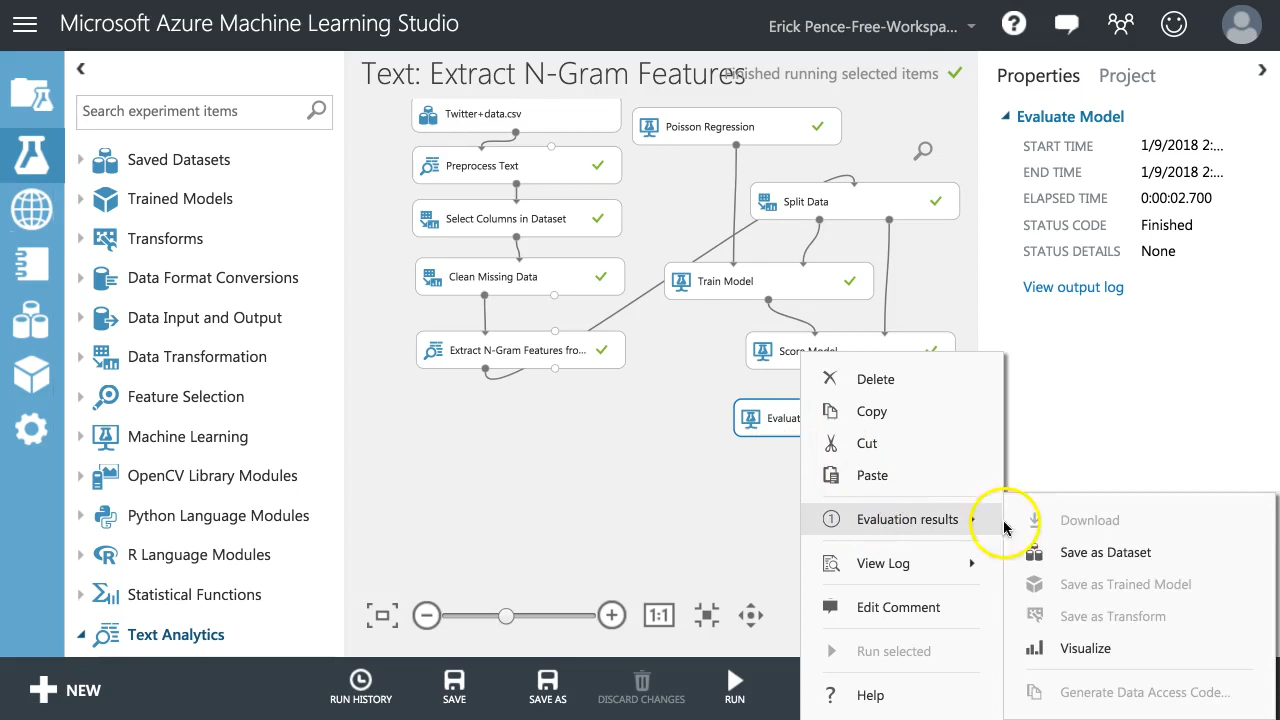 Microsoft Azure Machine Learning Studio
Erick Pence-Free-Workspa...
?
Search experiment items
Saved Datasets
Trained Models
Transforms
Data Format Conversions
Data Input and Output
Data Transformation
Feature Selection
Machine Learning
OpenCV Library Modules
Python Language Modules
R Language Modules
Statistical Functions
Text Analytics
Text: Extract N-Gram Features
Finished running selected items
Twitter+data.csv
Poisson Regression
Preprocess Text
Split Data
Select Columns in Dataset
Clean Missing Data
Train Model
Extract N-Gram Features fro...
Score Model
Evaluat
1:1
Delete
Copy
Cut
Paste
1 Evaluation results
View Log
Edit Comment
Run selected
? Help
Download
Save as Dataset
Save as Trained Model
Save as Transform
Visualize
Generate Data Access Code...
Properties
Project
Evaluate Model
START TIME 1/9/2018 2:...
END TIME 1/9/2018 2:...
ELAPSED TIME 0:00:02.700
STATUS CODE Finished
STATUS DETAILS None
View output log
NEW
RUN HISTORY
SAVE
SAVE AS
DISCARD CHANGES
RUN